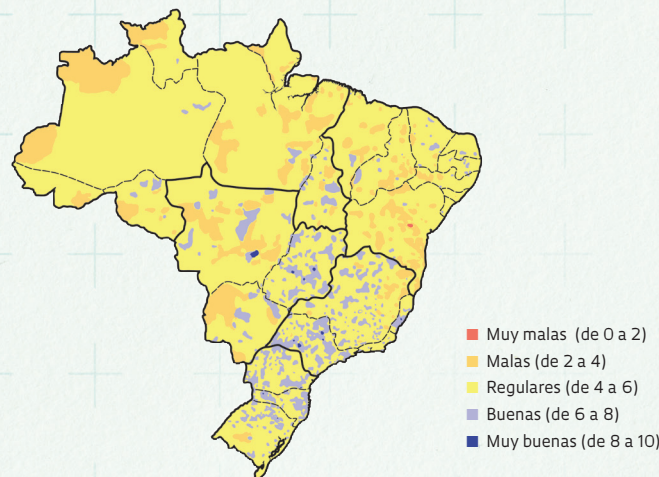 Muy malas (de 0 a 2)
Malas (de 2 a 4)
Regulares (de 4 a 6)
Buenas (de 6 a 8)
Muy buenas (de 8 a 10)